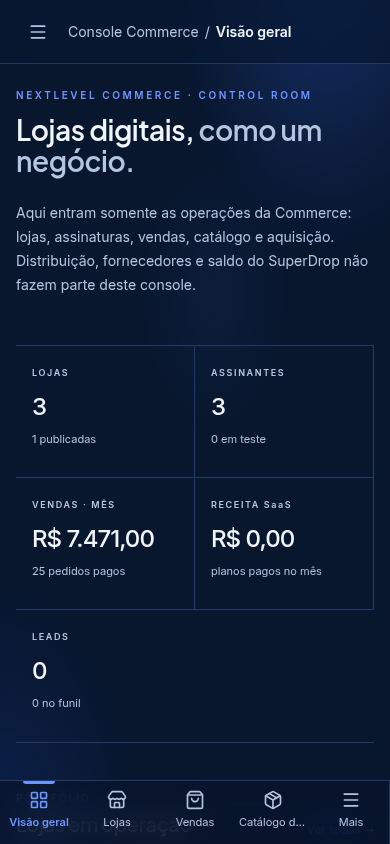 Console Commerce / Visão geral
NEXTLEVEL COMMERCE · CONTROL ROOM
Lojas digitais, como um
negócio.
Aqui entram somente as operações da Commerce:
lojas, assinaturas, vendas, catálogo e aquisição.
Distribuição, fornecedores e saldo do SuperDrop não
fazem parte deste console.
LOJAS
3
1 publicadas
ASSINANTES
3
0 em teste
VENDAS · MÊS
R$ 7.471,00
25 pedidos pagos
RECEITA SaaS
R$ 0,00
planos pagos no mês
LEADS
0
0 no funil
Lojas em operação
Visão geral
Lojas
Vendas
Catálogo d...
Mais